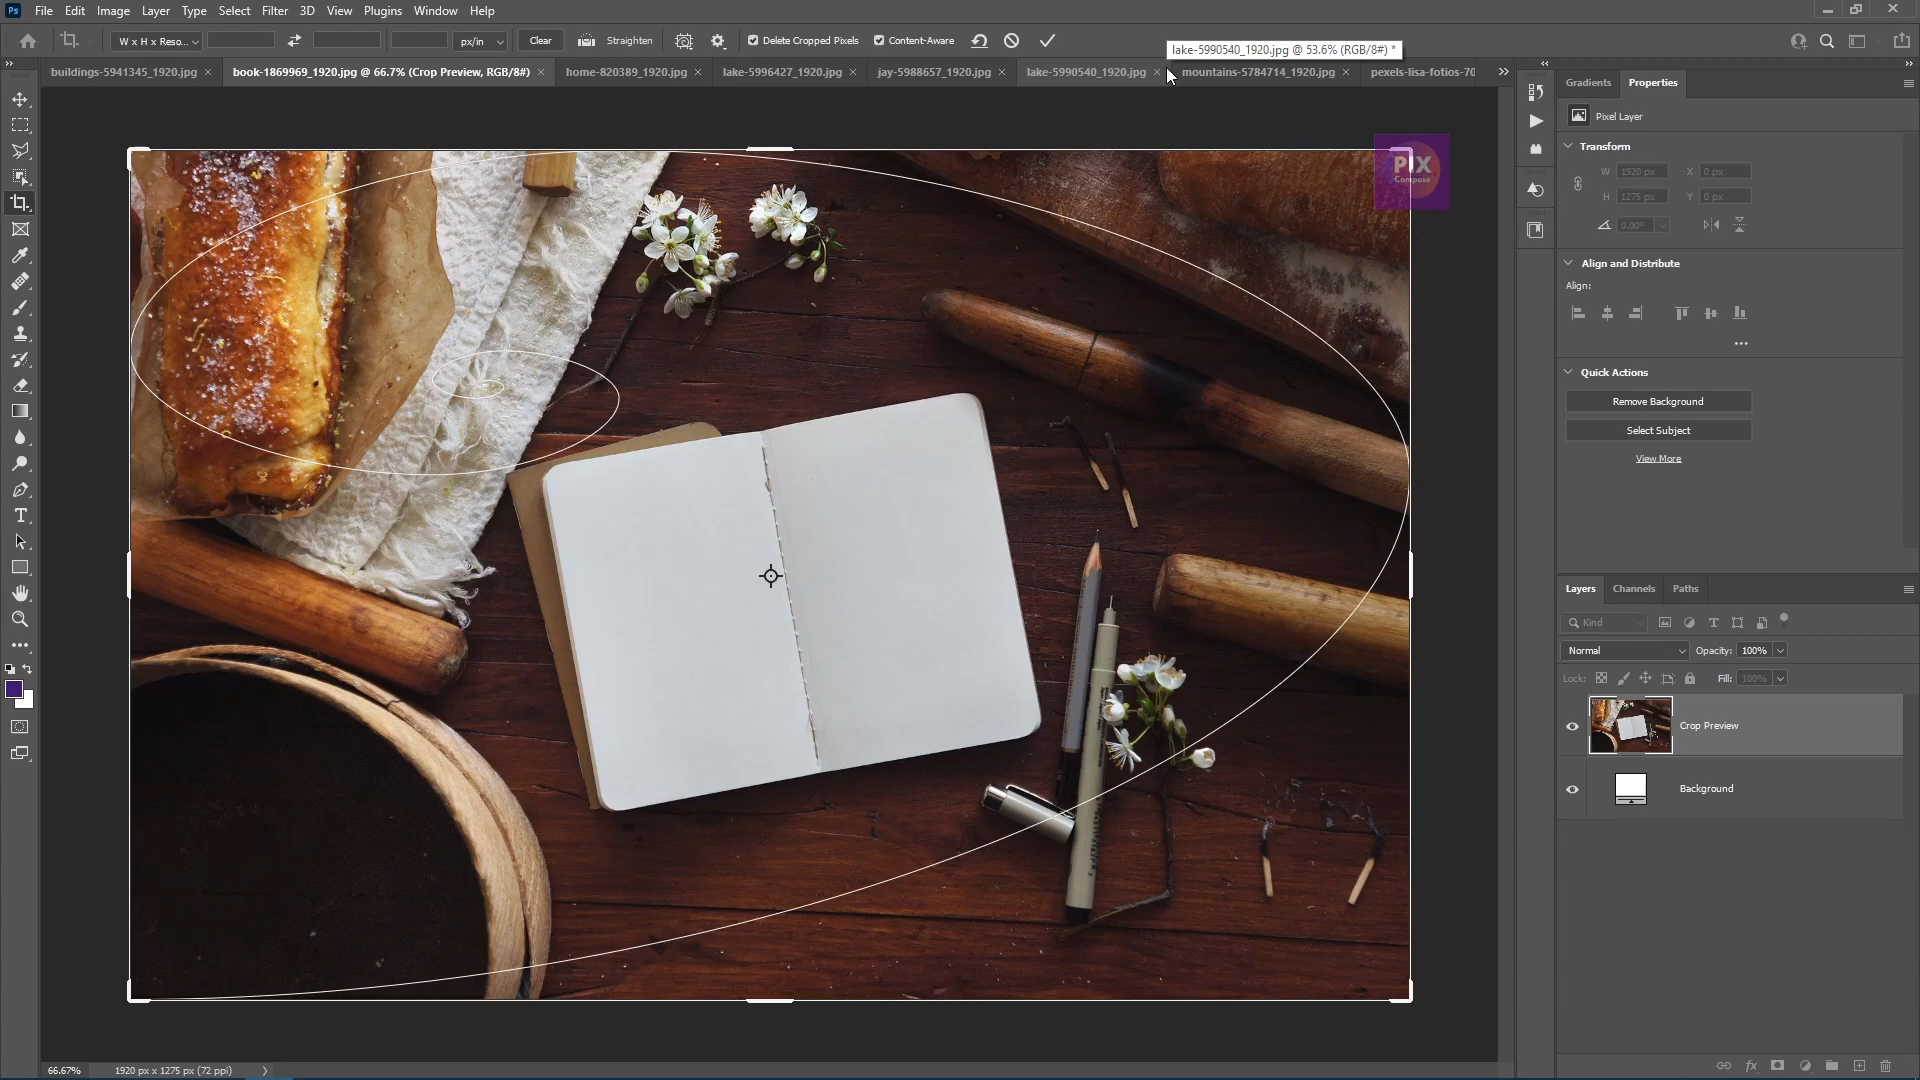 Ps File Edit Image Layer Type Select Filter 3D View Plugins Window Help
W x H x Reso... px/in Clear Straighten Delete Cropped Pixels Content-Aware
lake-5990540_1920.jpg @ 53.6% (RGB/8#) *
buildings-5941345_1920.jpg book-1869969_1920.jpg @ 66.7% (Crop Preview, RGB/8#) home-820389_1920.jpg lake-5996427_1920.jpg jay-5988657_1920.jpg lake-5990540_1920.jpg mountains-5784714_1920.jpg pexels-lisa-fotios-70
Gradients Properties
Pixel Layer
Transform
W 1920 px X 0 px
H 1275 px Y 0 px
0.00°
Align and Distribute
Align:
Quick Actions
Remove Background
Select Subject
View More
PIX
Compose
Layers Channels Paths
Kind
Normal Opacity: 100%
Lock: Fill: 100%
Crop Preview
Background
66.67% 1920 px x 1275 px (72 ppi)